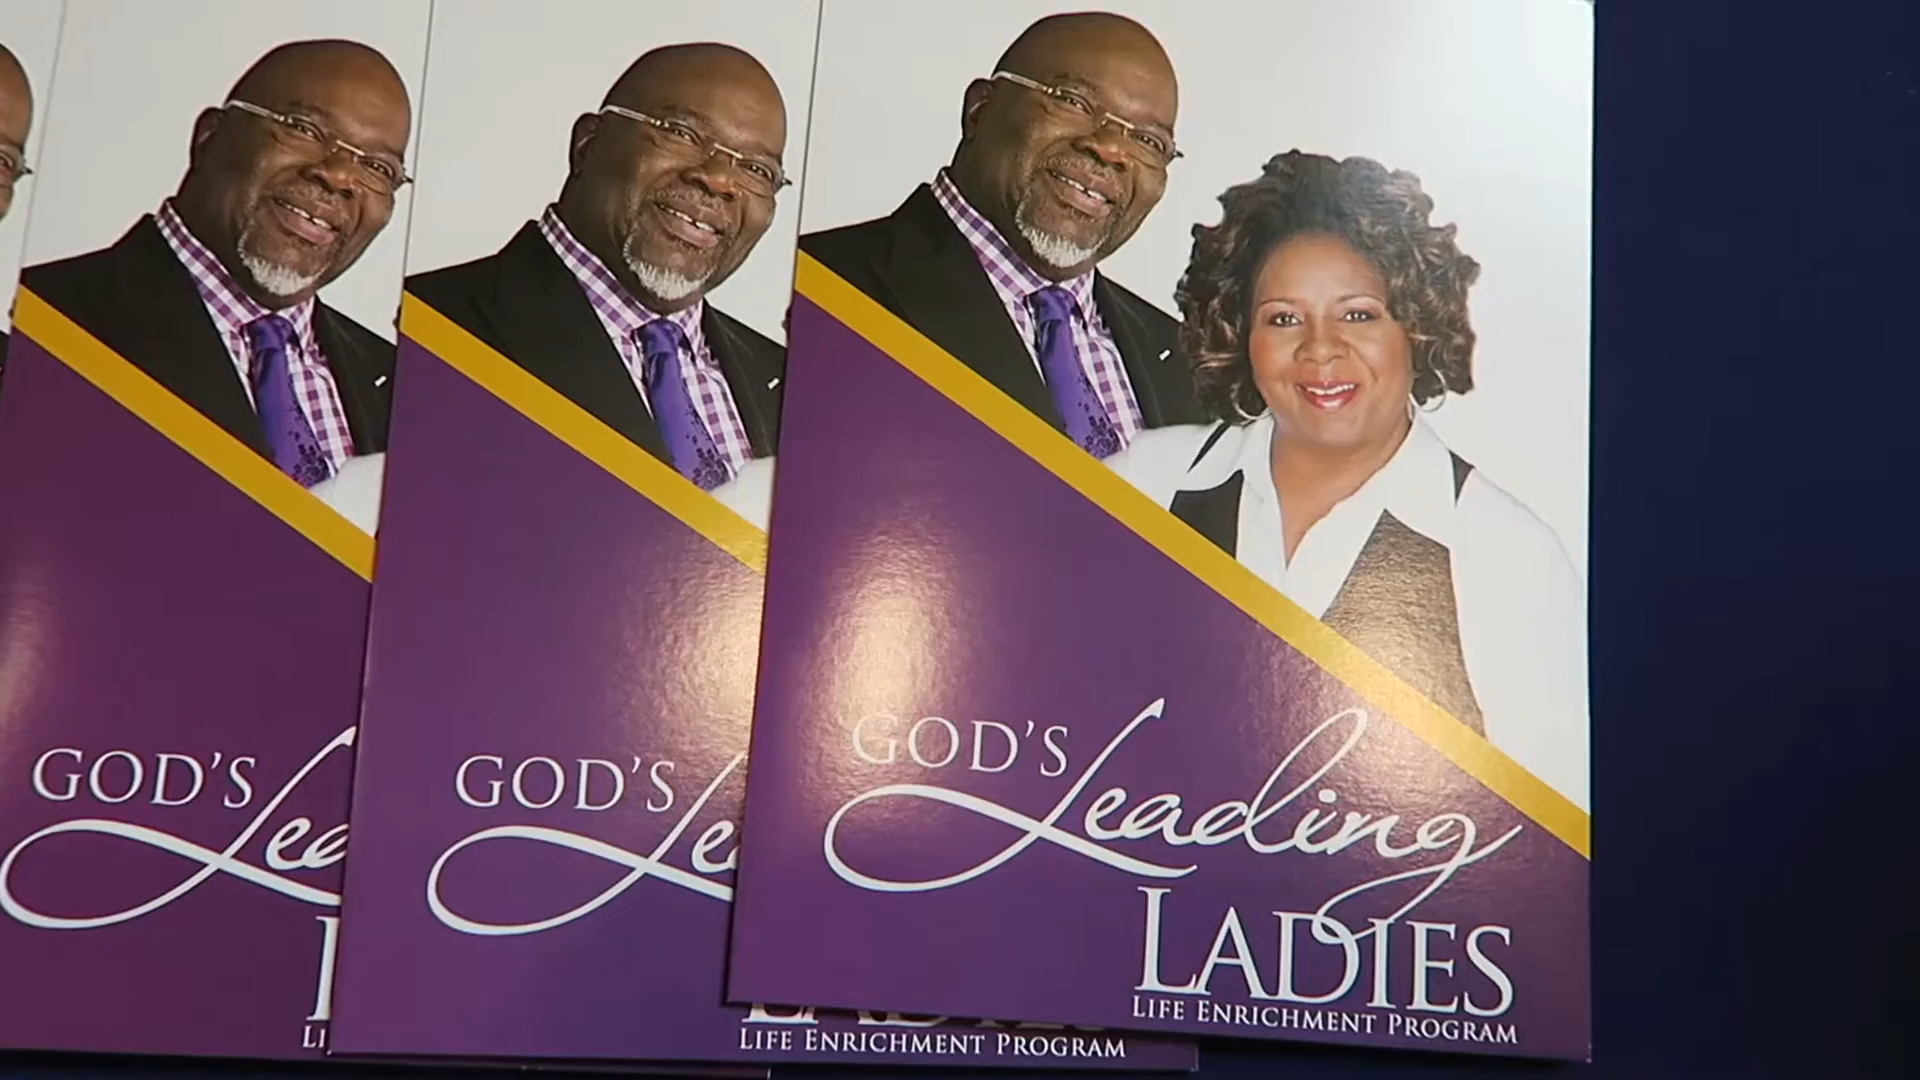 GOD'S Leading
LADIES
LIFE ENRICHMENT PROGRAM
GOD'S
LIFE ENRICHMENT PROGRAM
GOD'S